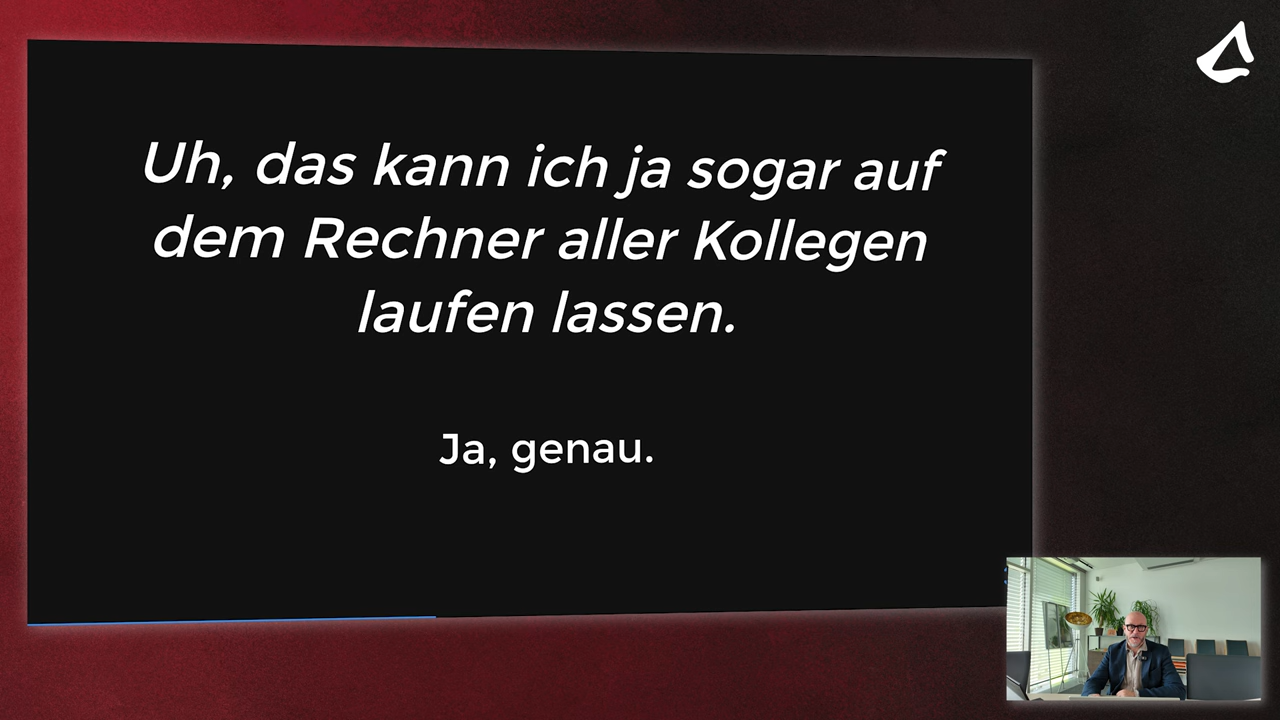 Uh, das kann ich ja sogar auf
dem Rechner aller Kollegen
laufen lassen.
Ja, genau.